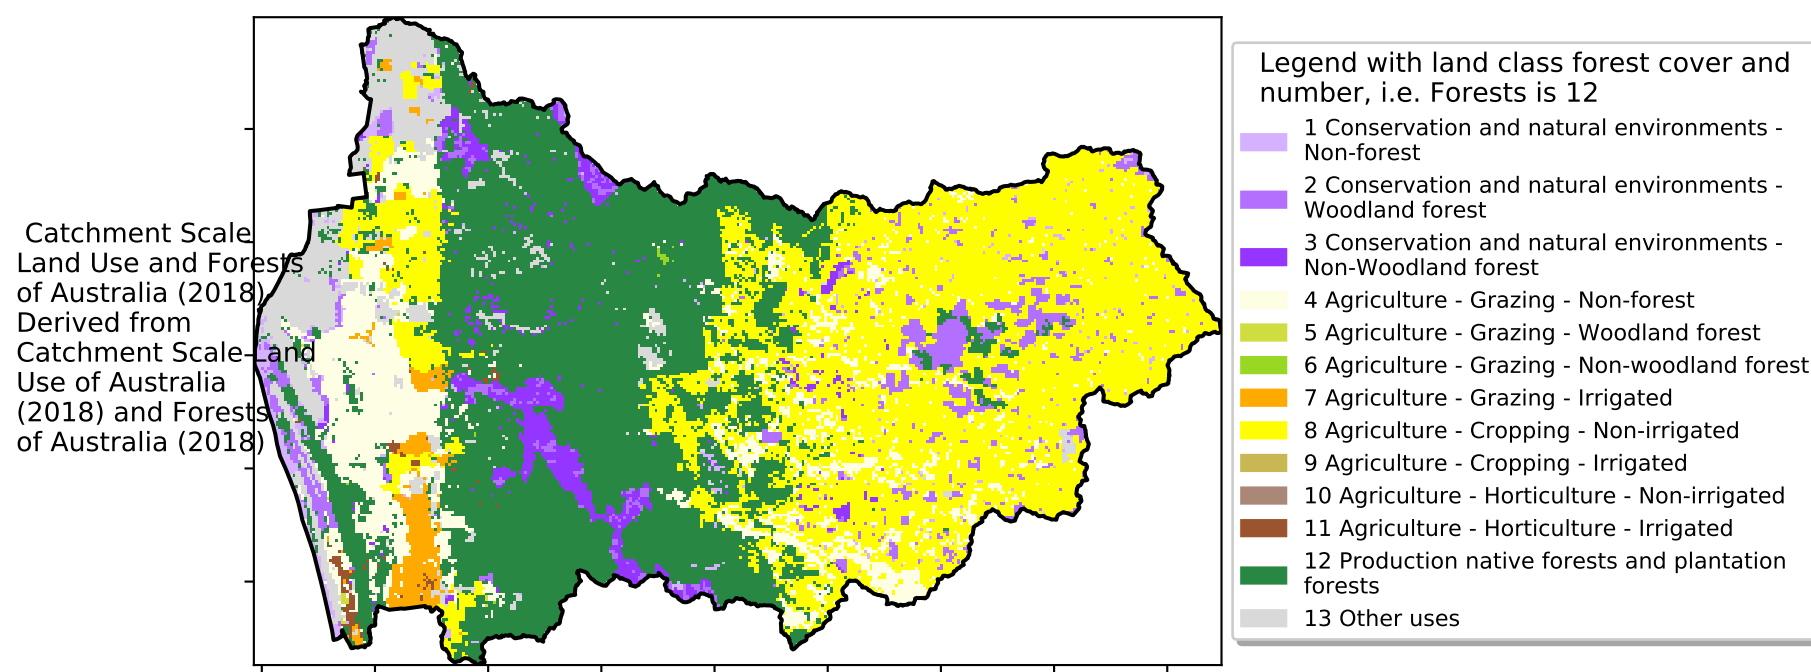 Catchment Scale
Land Use and Forests
of Australia (2018)
Derived from
Catchment Scale Land
Use of Australia
(2018) and Forests
of Australia (2018)
Legend with land class forest cover and
number, i.e. Forests is 12
1 Conservation and natural environments -
Non-forest
2 Conservation and natural environments -
Woodland forest
3 Conservation and natural environments -
Non-Woodland forest
4 Agriculture - Grazing - Non-forest
5 Agriculture - Grazing - Woodland forest
6 Agriculture - Grazing - Non-woodland forest
7 Agriculture - Grazing - Irrigated
8 Agriculture - Cropping - Non-irrigated
9 Agriculture - Cropping - Irrigated
10 Agriculture - Horticulture - Non-irrigated
11 Agriculture - Horticulture - Irrigated
12 Production native forests and plantation
forests
13 Other uses